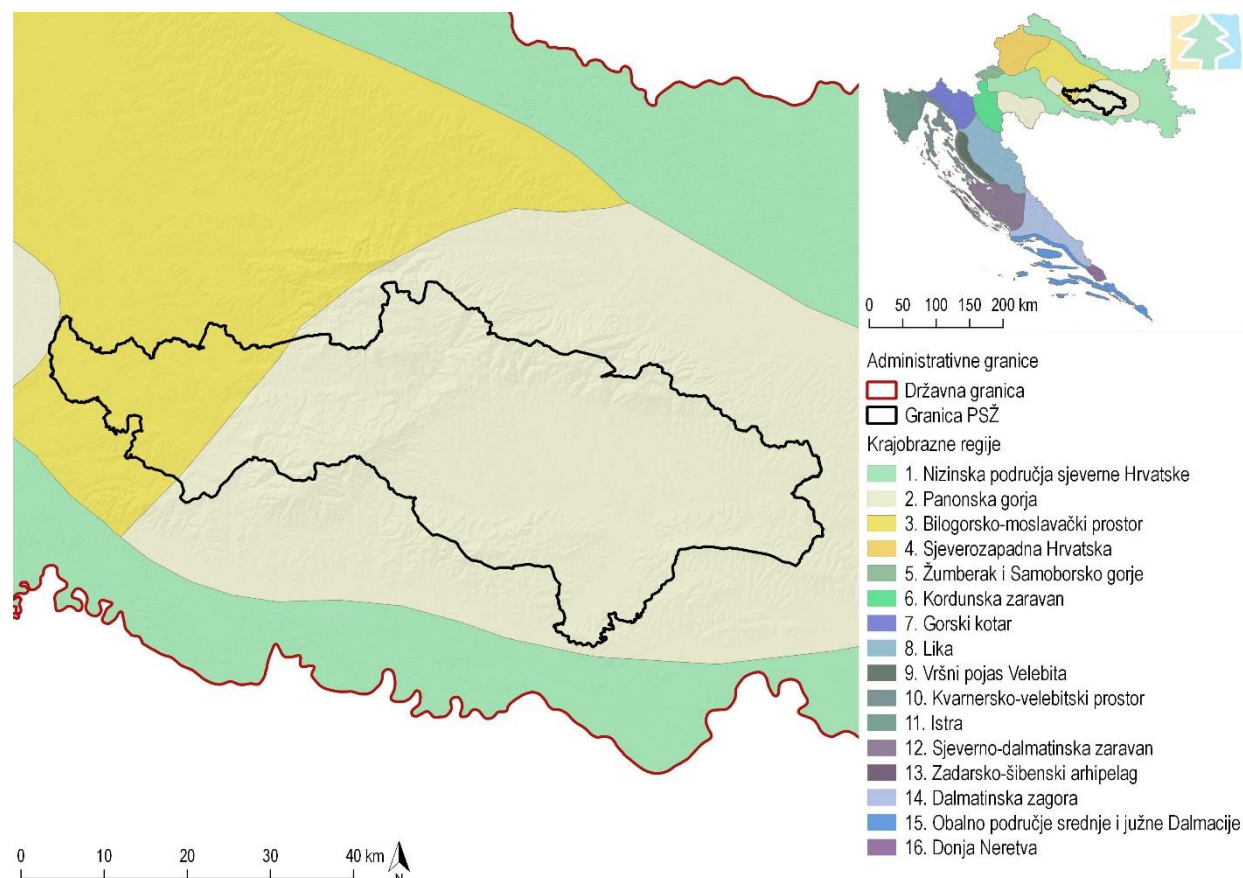 0 50 100 150 200 km
Administrativne granice
Državna granica
Granica PSŽ
Krajobrazne regije
1. Nizinska područja sjeverne Hrvatske
2. Panonska gorja
3. Bilogorsko-moslavački prostor
4. Sjeverozapadna Hrvatska
5. Žumberak i Samoborsko gorje
6. Kordunska zaravan
7. Gorski kotar
8. Lika
9. Vršni pojas Velebita
10. Kvarnersko-velebitski prostor
11. Istra
12. Sjeverno-dalmatinska zaravan
13. Zadarsko-šibenski arhipelag
14. Dalmatinska zagora
15. Obalno područje srednje i južne Dalmacije
16. Donja Neretva
0 10 20 30 40 km
N